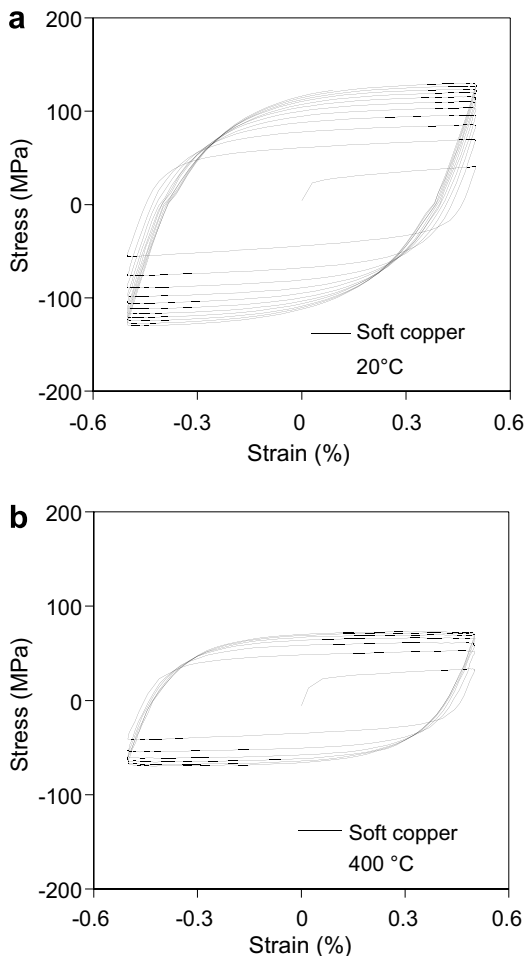 a
200
100
0
-100
-200
Stress (MPa)
Soft copper
20°C
-0.6
-0.3
0
0.3
0.6
Strain (%)
b
200
100
0
-100
-200
Stress (MPa)
Soft copper
400 °C
-0.6
-0.3
0
0.3
0.6
Strain (%)